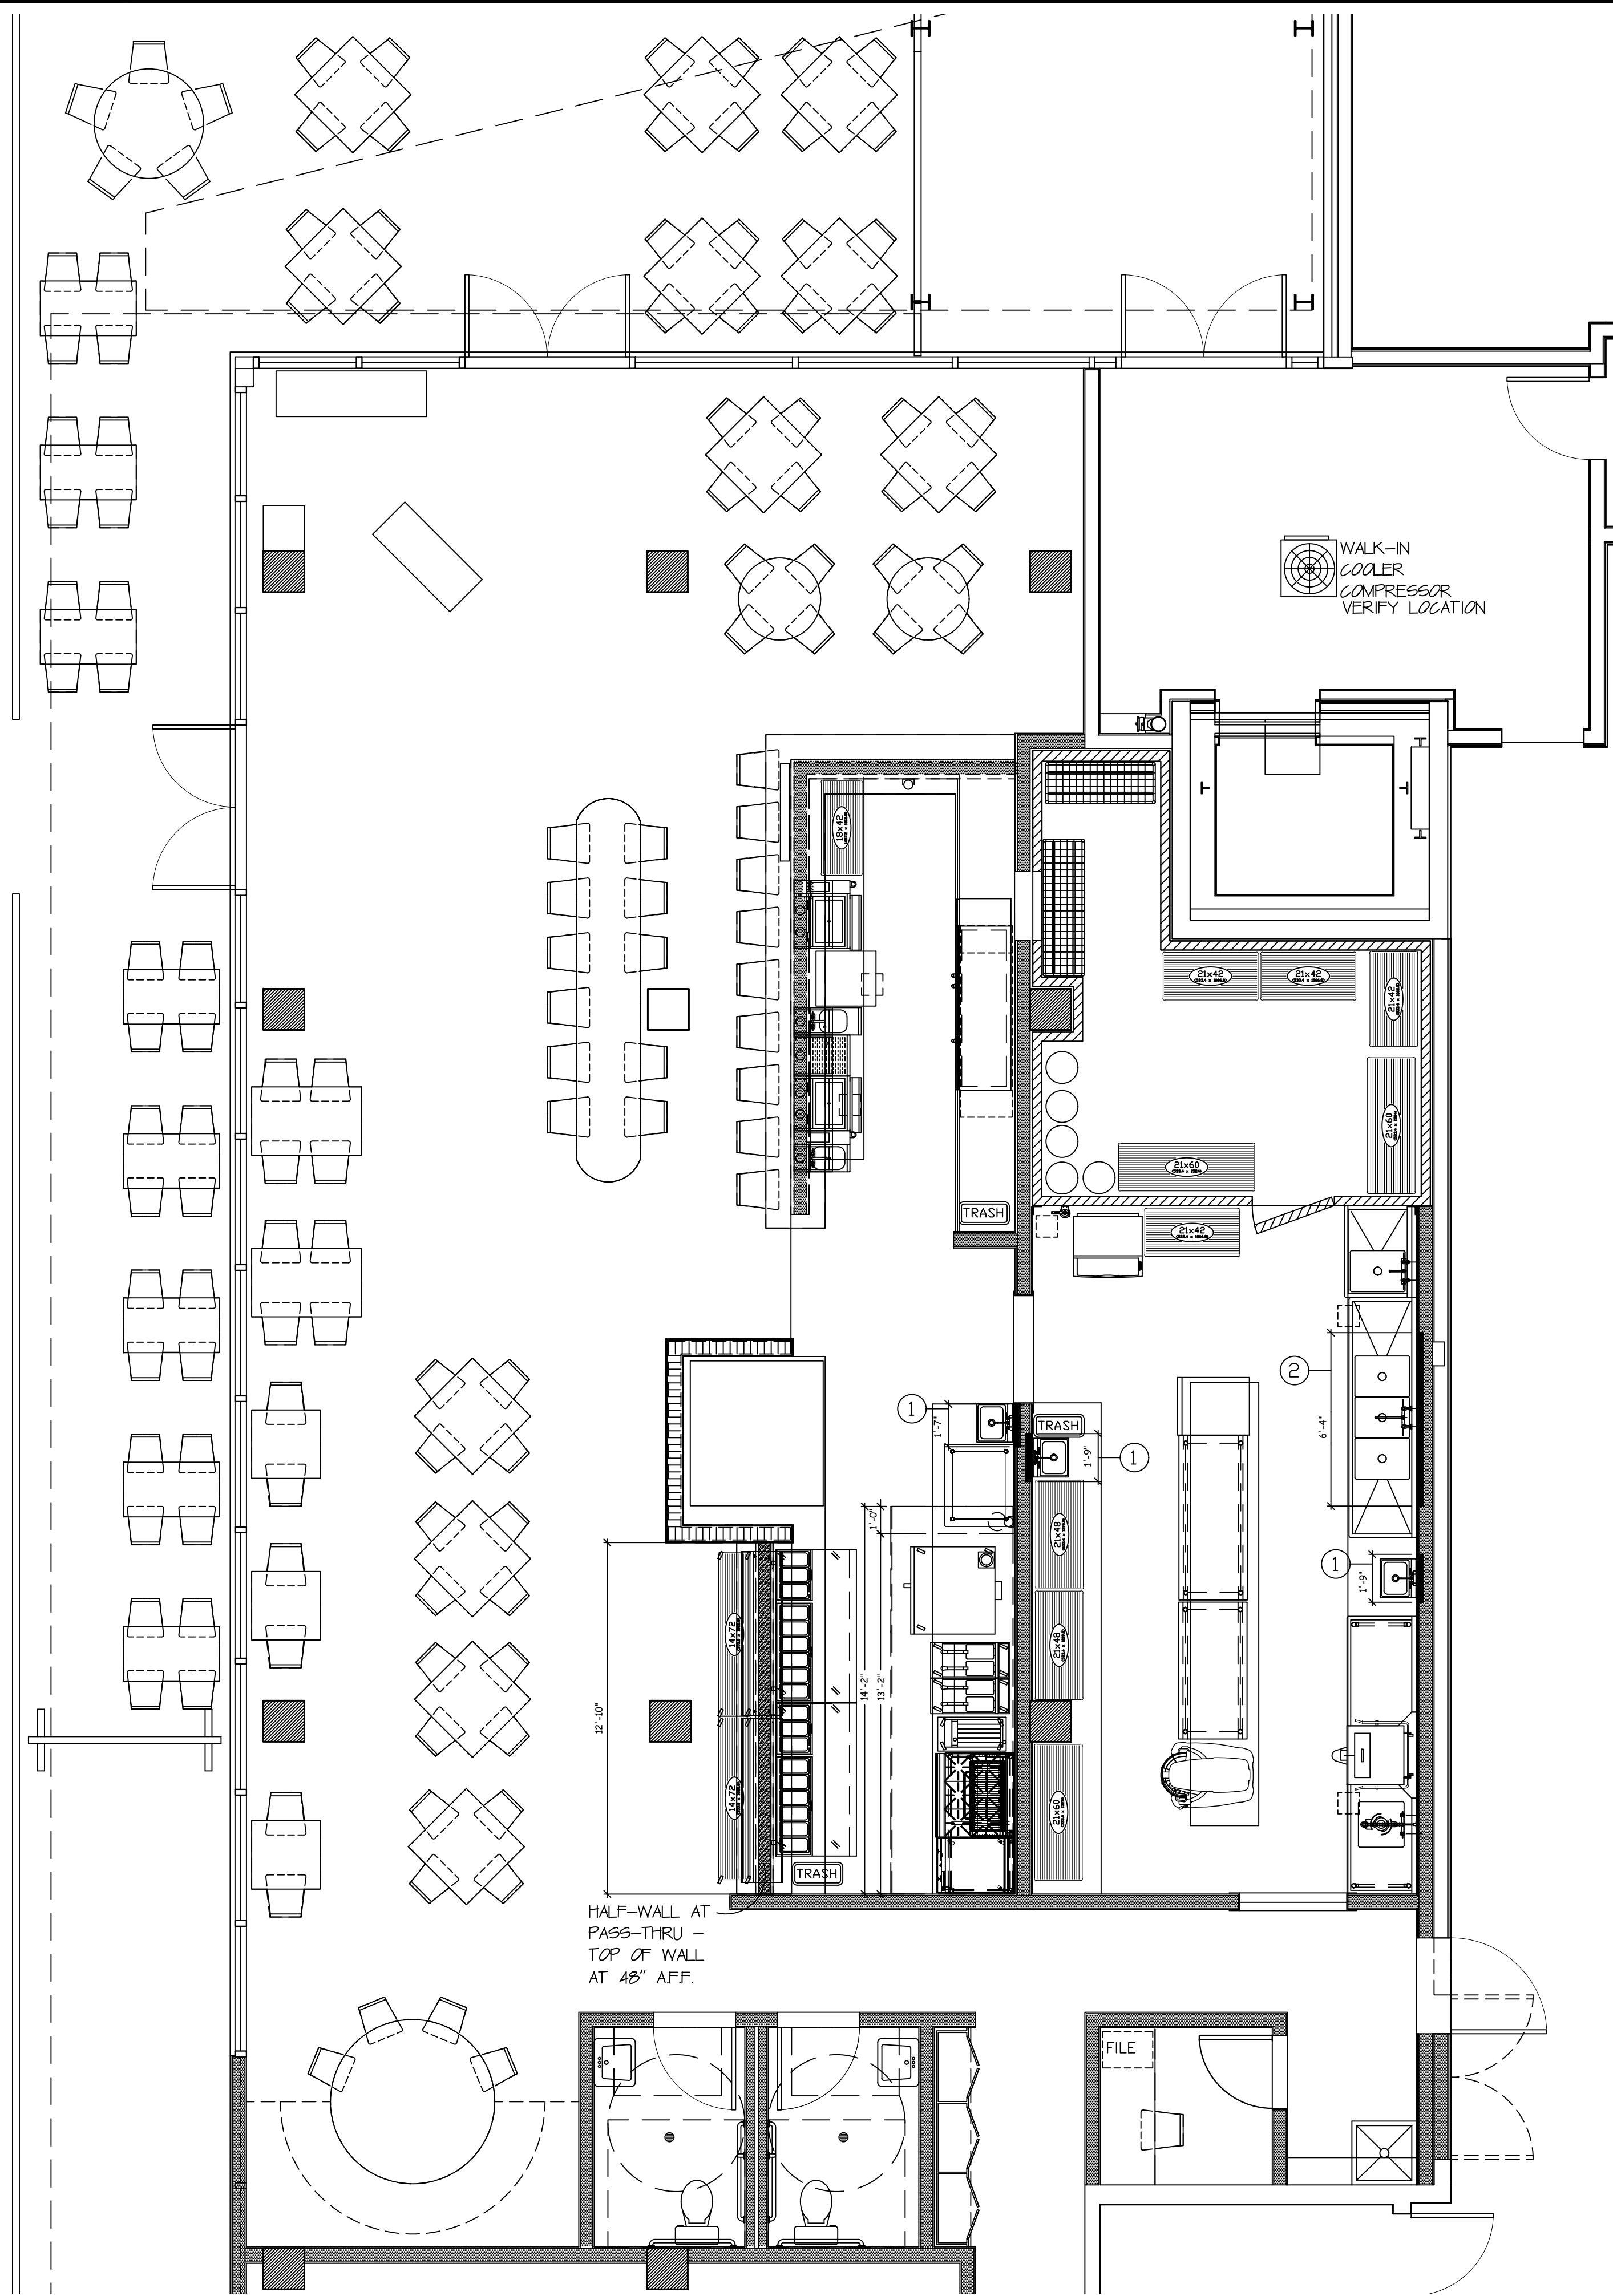 WALK-IN
COOLER
COMPRESSOR
VERIFY LOCATION
18x42
21x42
21x42
21x42
21x60
21x60
TRASH
21x42
2
6'-4"
1
1'-7"
TRASH
1'-9"
1
21x48
1
1'-9"
1'-0"
14x72
21x48
14'-2"
13'-2"
12'-10"
14x72
21x60
TRASH
HALF-WALL AT
PASS-THRU -
TOP OF WALL
AT 48" A.F.F.
FILE